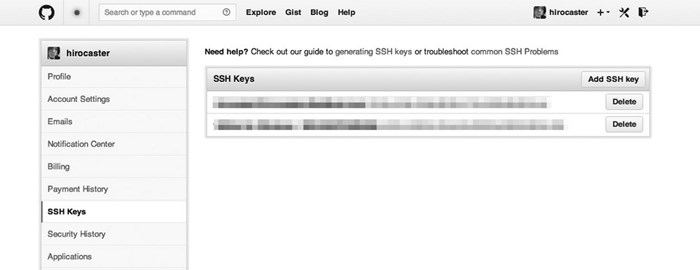 Search or type a command
Explore Gist Blog Help
hirocaster
hirocaster
Profile
Account Settings
Emails
Notification Center
Billing
Payment History
SSH Keys
Security History
Applications
Need help? Check out our guide to generating SSH keys or troubleshoot common SSH Problems
SSH Keys Add SSH key
Delete
Delete